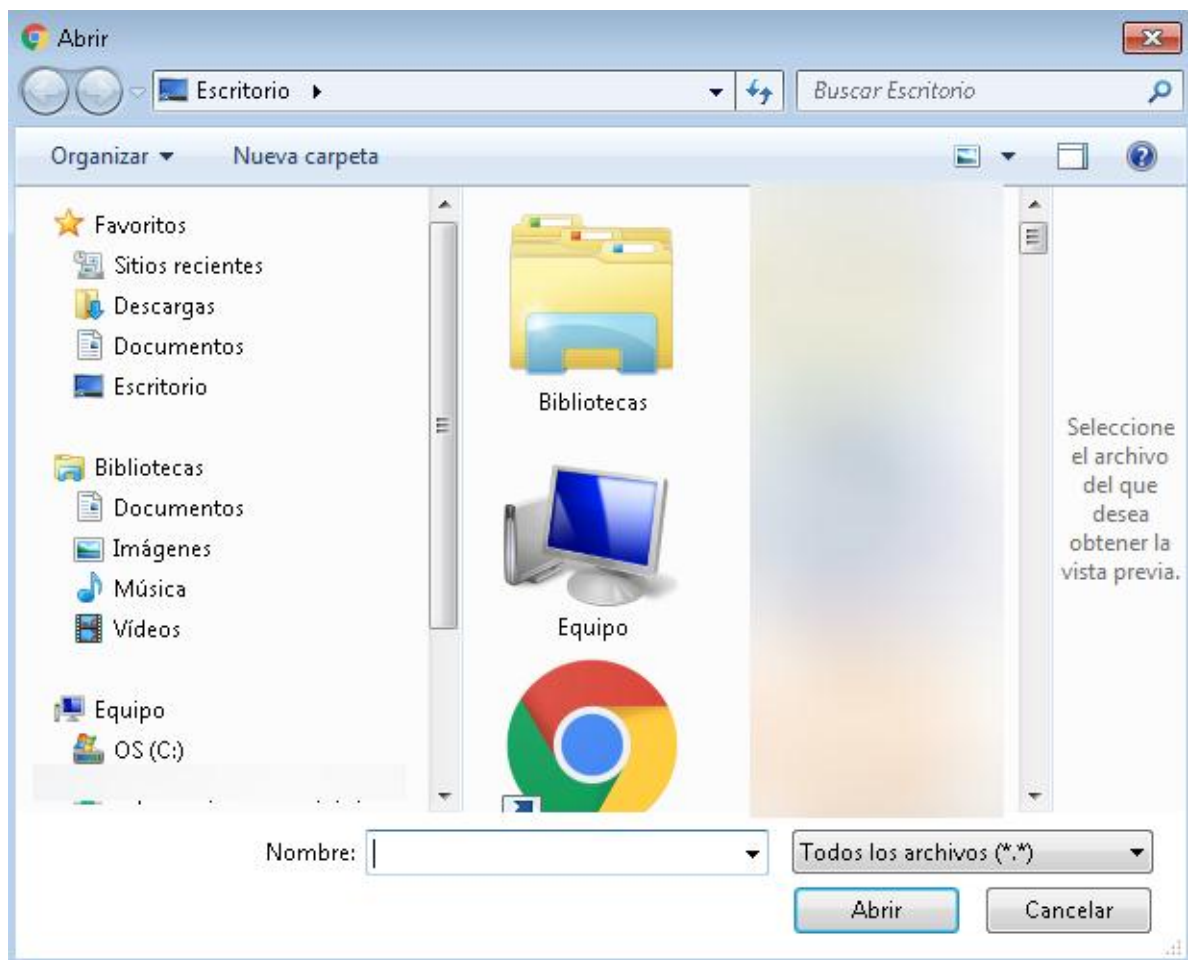 Abrir
Escritorio
Buscar Escritorio
Organizar
Nueva carpeta
Favoritos
Sitios recientes
Descargas
Documentos
Escritorio
Bibliotecas
Documentos
Imágenes
Música
Vídeos
Equipo
OS (C:)
Bibliotecas
Equipo
Seleccione
el archivo
del que
desea
obtener la
vista previa.
Nombre:
Todos los archivos (*.*)
Abrir
Cancelar